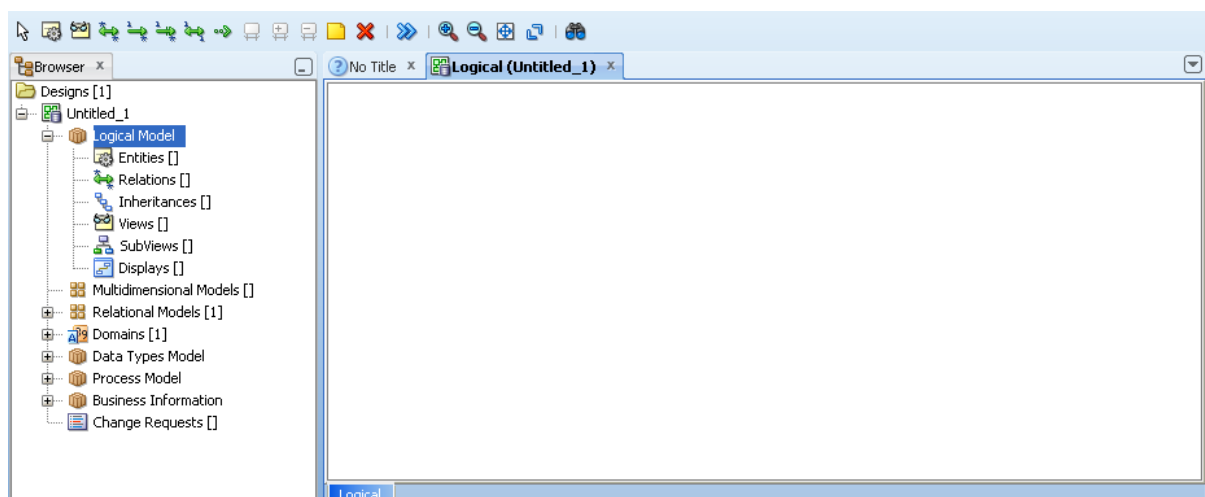 Browser x
No Title x
Logical (Untitled_1) x
Designs [1]
Untitled_1
Logical Model
Entities []
Relations []
Inheritances []
Views []
SubViews []
Displays []
Multidimensional Models []
Relational Models [1]
Domains [1]
Data Types Model
Process Model
Business Information
Change Requests []
Logical